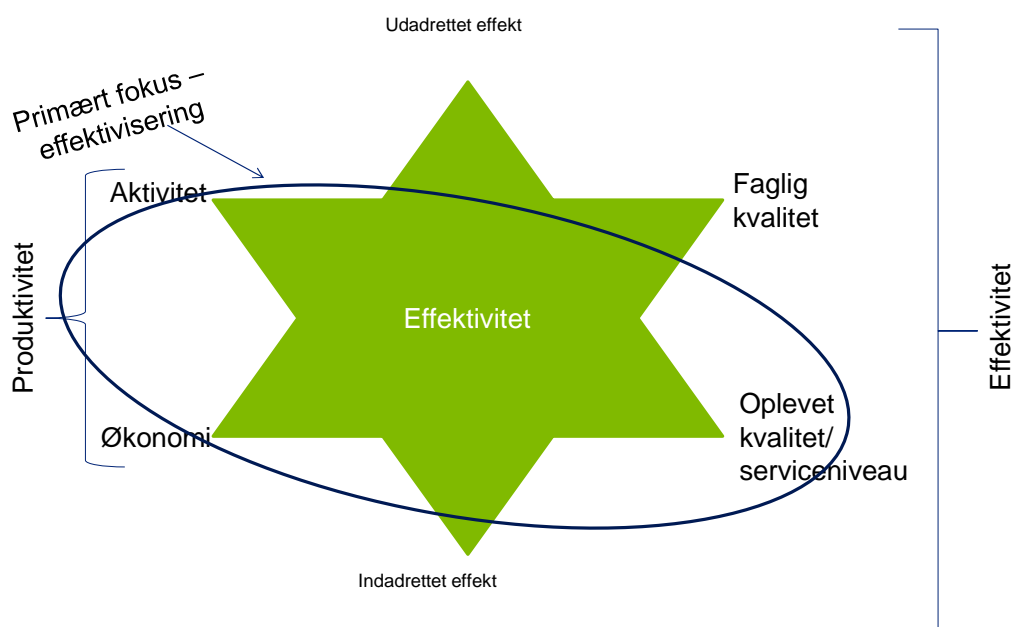 Udadrettet effekt
Primært fokus –
effektivisering
Aktivitet
Faglig
kvalitet
Produktivitet
Effektivitet
Effektivitet
Økonomi
Oplevet
kvalitet/
serviceniveau
Indadrettet effekt